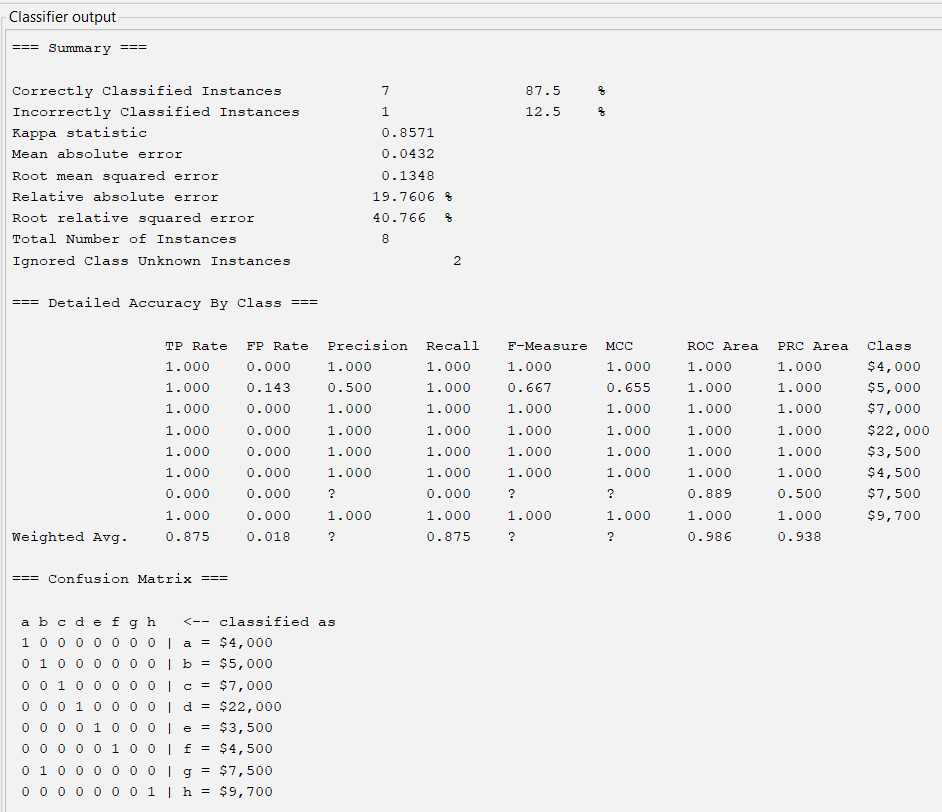 Classifier output
=== Summary ===
Correctly Classified Instances 7 87.5 %
Incorrectly Classified Instances 1 12.5 %
Kappa statistic 0.8571
Mean absolute error 0.0432
Root mean squared error 0.1348
Relative absolute error 19.7606 %
Root relative squared error 40.766 %
Total Number of Instances 8
Ignored Class Unknown Instances 2
=== Detailed Accuracy By Class ===
TP Rate FP Rate Precision Recall F-Measure MCC ROC Area PRC Area Class
1.000 0.000 1.000 1.000 1.000 1.000 1.000 1.000 $4,000
1.000 0.143 0.500 1.000 0.667 0.655 1.000 1.000 $5,000
1.000 0.000 1.000 1.000 1.000 1.000 1.000 1.000 $7,000
1.000 0.000 1.000 1.000 1.000 1.000 1.000 1.000 $22,000
1.000 0.000 1.000 1.000 1.000 1.000 1.000 1.000 $3,500
1.000 0.000 1.000 1.000 1.000 1.000 1.000 1.000 $4,500
0.000 0.000 ? 0.000 ? ? 0.889 0.500 $7,500
1.000 0.000 1.000 1.000 1.000 1.000 1.000 1.000 $9,700
Weighted Avg. 0.875 0.018 ? 0.875 ? ? 0.986 0.938
=== Confusion Matrix ===
a b c d e f g h <-- classified as
1 0 0 0 0 0 0 0 | a = $4,000
0 1 0 0 0 0 0 0 | b = $5,000
0 0 1 0 0 0 0 0 | c = $7,000
0 0 0 1 0 0 0 0 | d = $22,000
0 0 0 0 1 0 0 0 | e = $3,500
0 0 0 0 0 1 0 0 | f = $4,500
0 1 0 0 0 0 0 0 | g = $7,500
0 0 0 0 0 0 0 1 | h = $9,700